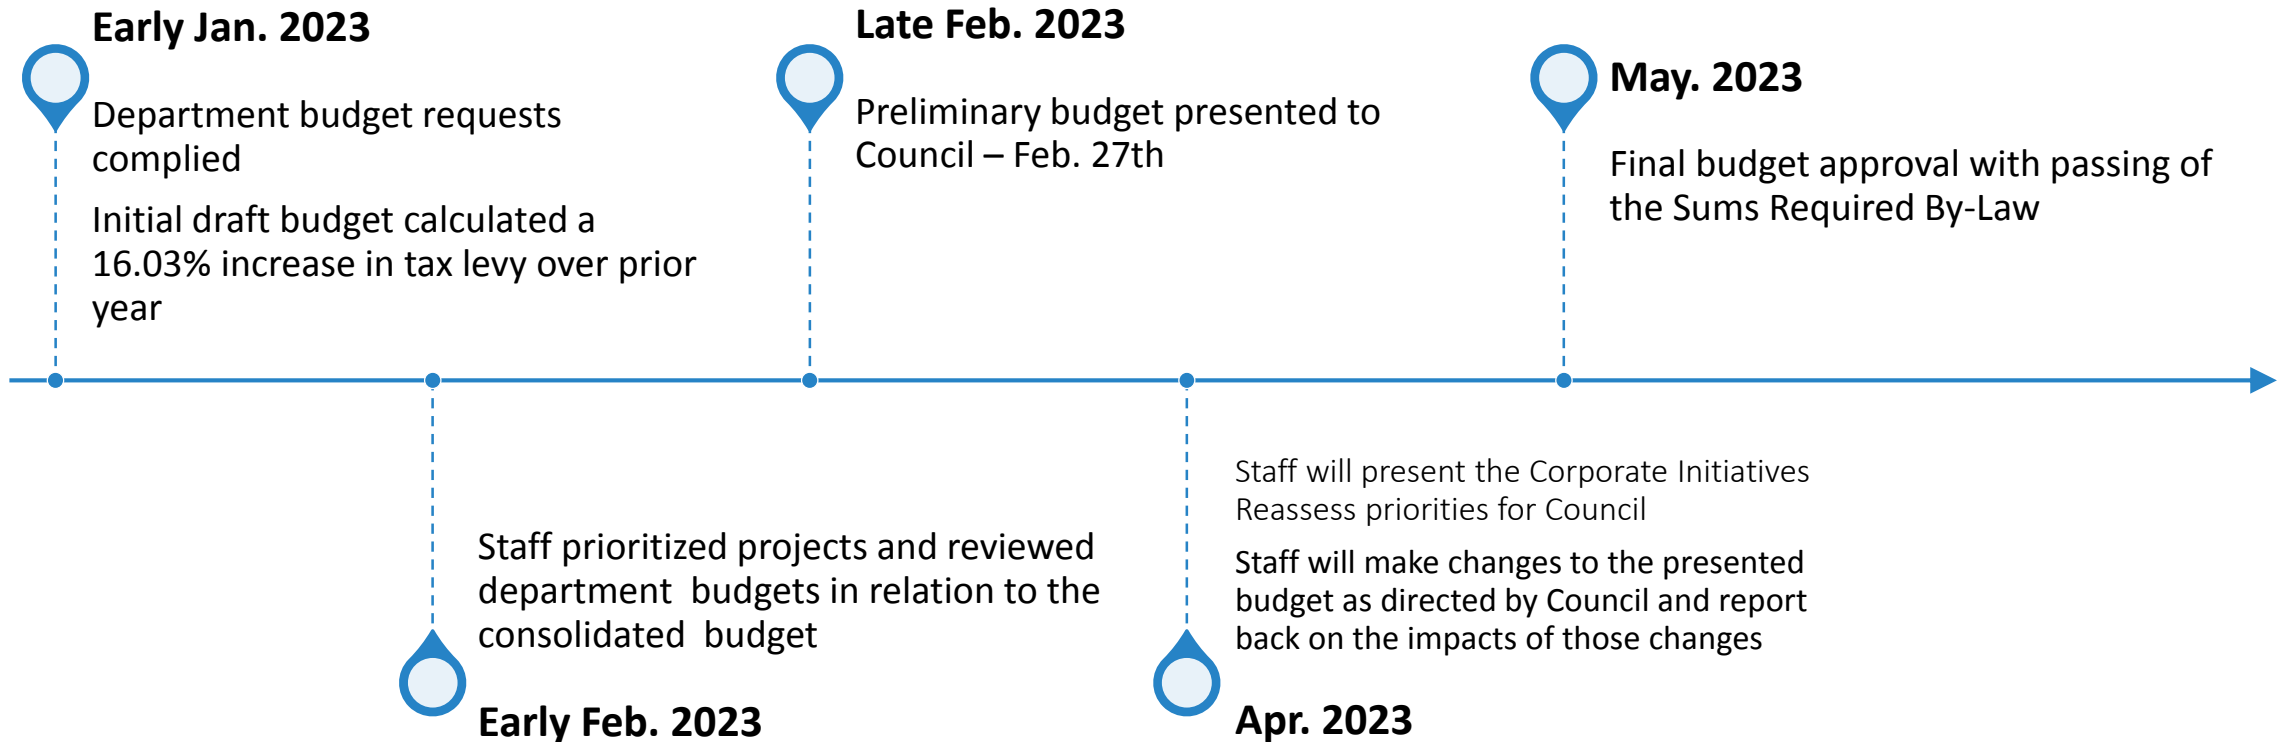 Early Jan. 2023
Department budget requests
complied
Initial draft budget calculated a
16.03% increase in tax levy over prior
year
Late Feb. 2023
Preliminary budget presented to
Council – Feb. 27th
May. 2023
Final budget approval with passing of
the Sums Required By-Law
Staff prioritized projects and reviewed
department  budgets in relation to the
consolidated  budget
Early Feb. 2023
Staff will present the Corporate Initiatives
Reassess priorities for Council
Staff will make changes to the presented
budget as directed by Council and report
back on the impacts of those changes
Apr. 2023